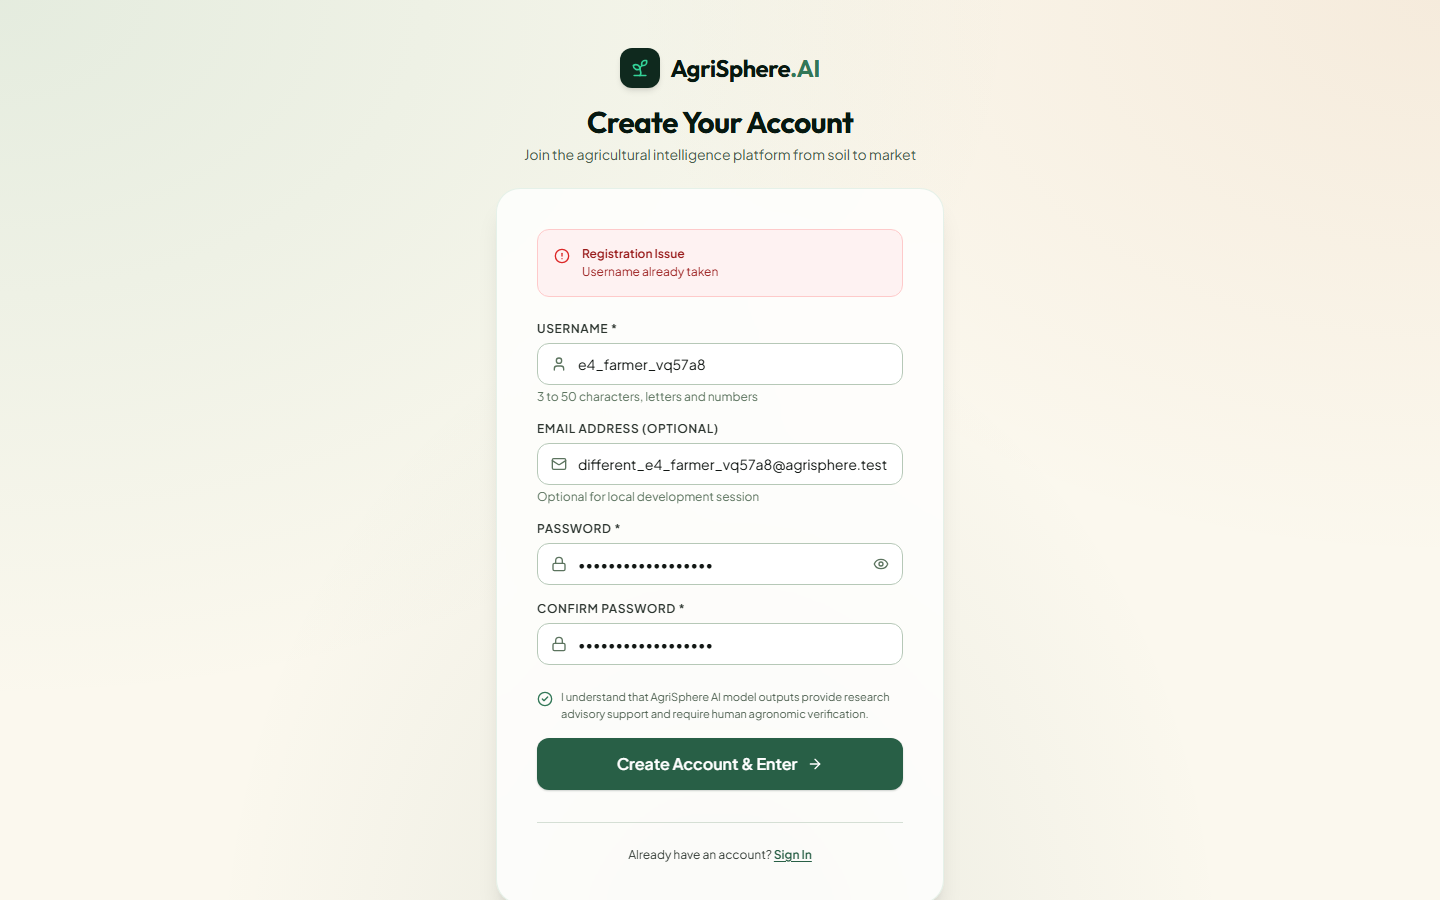 AgriSphere.AI
Create Your Account
Join the agricultural intelligence platform from soil to market
Registration Issue
Username already taken
USERNAME *
e4_farmer_vq57a8
3 to 50 characters, letters and numbers
EMAIL ADDRESS (OPTIONAL)
different_e4_farmer_vq57a8@agrisphere.test
Optional for local development session
PASSWORD *
••••••••••••••••••
CONFIRM PASSWORD *
••••••••••••••••••
I understand that AgriSphere AI model outputs provide research
advisory support and require human agronomic verification.
Create Account & Enter →
Already have an account? Sign In